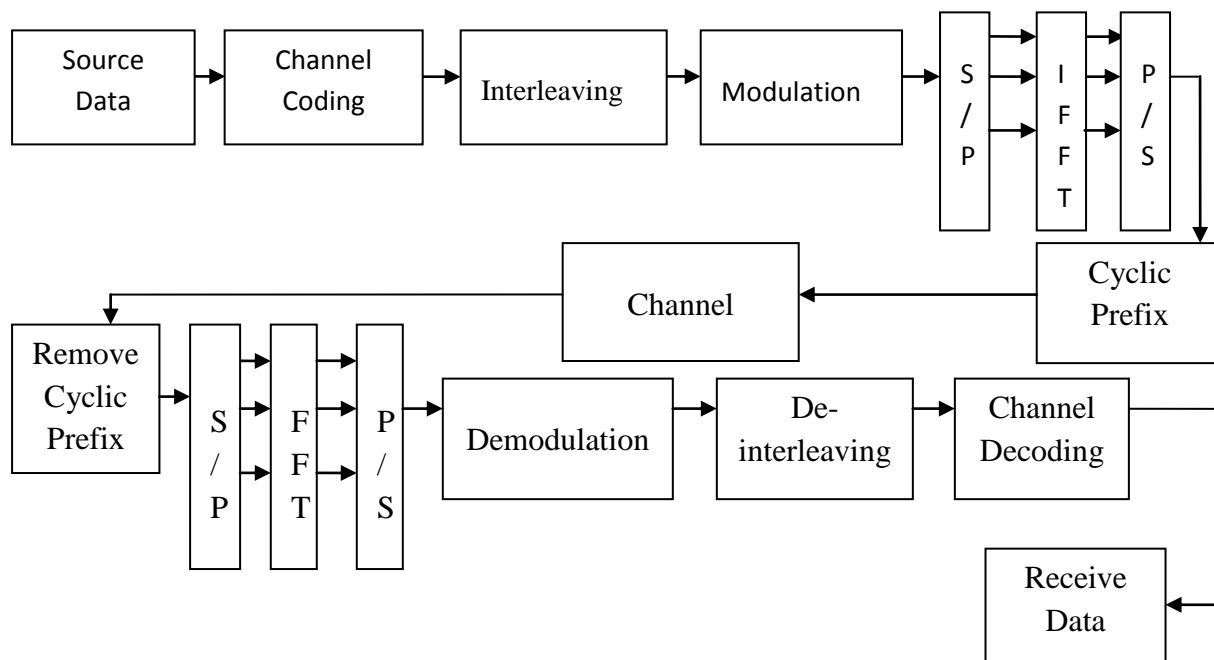 Source
Data
Channel
Coding
Interleaving
Modulation
S
/
P
I
F
F
T
P
/
S
Cyclic
Prefix
Channel
Remove
Cyclic
Prefix
S
/
P
F
F
T
P
/
S
Demodulation
De-
interleaving
Channel
Decoding
Receive
Data